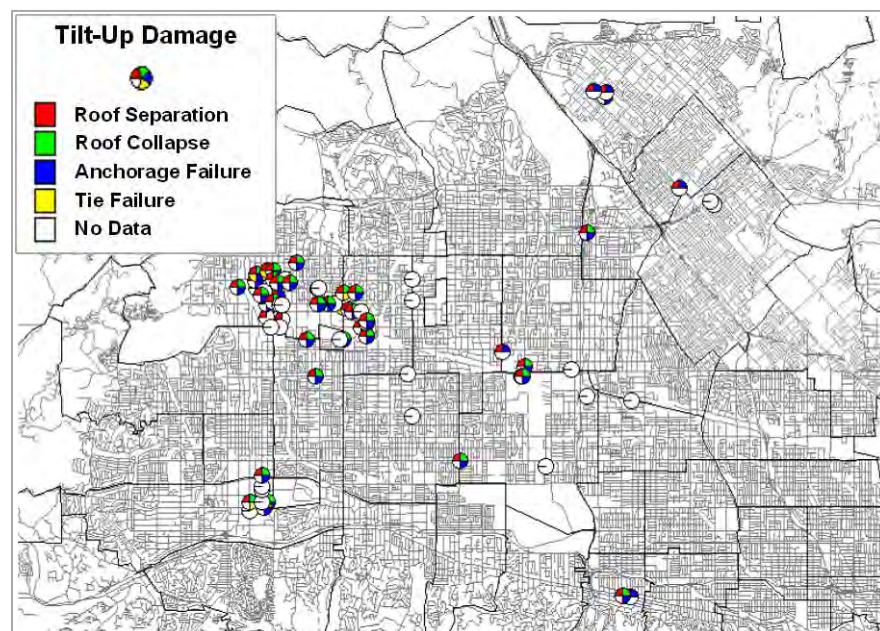 Tilt-Up Damage
Roof Separation
Roof Collapse
Anchorage Failure
Tie Failure
No Data